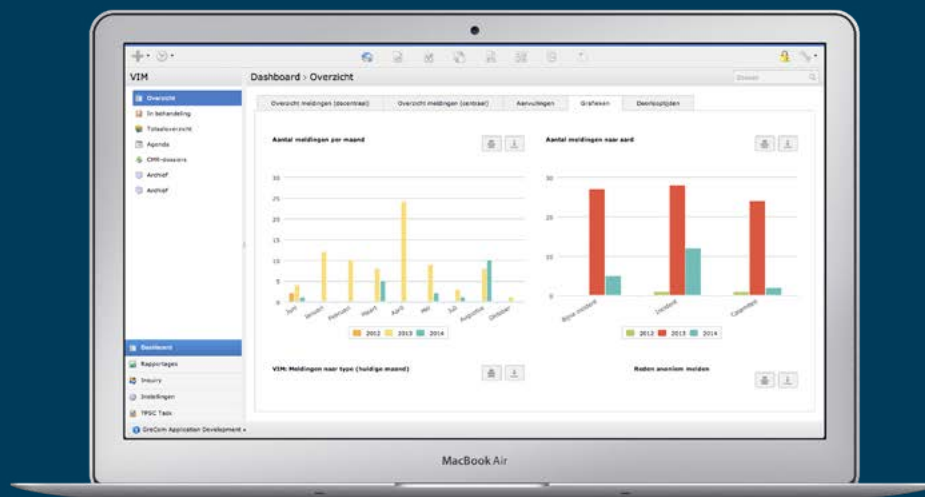 VIM
Dashboard › Overzicht
Zoeken
Overzicht
In behandeling
Totaaloverzicht
Agenda
CMR-dossiers
Archief
Archief
Overzicht meldingen (decentraal)
Overzicht meldingen (centraal)
Aanvullingen
Grafieken
Doorlooptijden
Aantal meldingen per maand
30
25
20
15
10
5
0
Juni
Januari
Februari
Maart
April
Mei
Juli
Augustus
Oktober
2012
2013
2014
Aantal meldingen naar aard
30
20
10
0
Bijna incident
Incident
Calamiteit
2012
2013
2014
VIM: Meldingen naar type (huidige maand)
Reden anoniem melden
Dashboard
Rapportages
Inquiry
Instellingen
TPSC Task
GreCom Application Development
MacBook Air